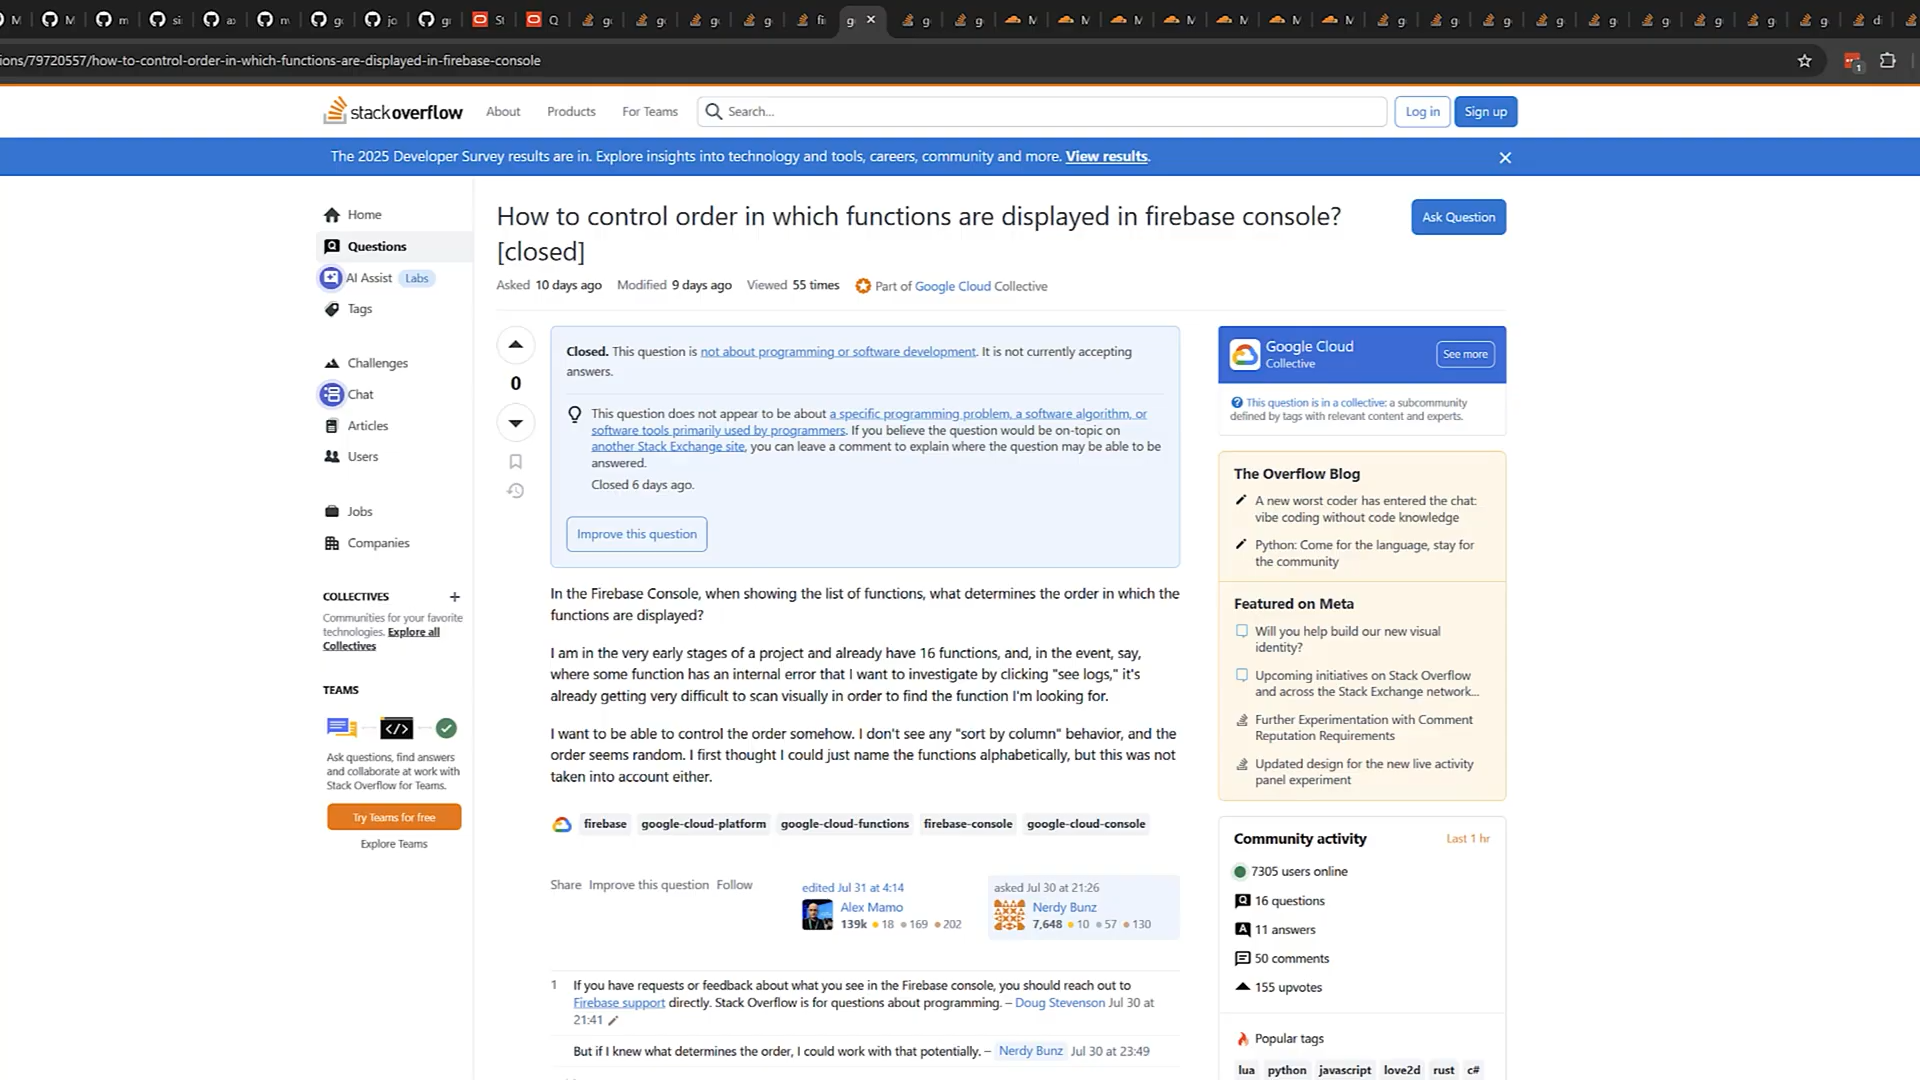 ions/79720557/how-to-control-order-in-which-functions-are-displayed-in-firebase-console
1
stackoverflow
About
Products
For Teams
Search...
Log in
Sign up
The 2025 Developer Survey results are in. Explore insights into technology and tools, careers, community and more. View results.
Home
Questions
AI Assist Labs
Tags
Challenges
Chat
Articles
Users
Jobs
Companies
COLLECTIVES
Communities for your favorite
technologies. Explore all
Collectives
TEAMS
Ask questions, find answers
and collaborate at work with
Stack Overflow for Teams.
Try Teams for free
Explore Teams
How to control order in which functions are displayed in firebase console?
[closed]
Ask Question
Asked 10 days ago Modified 9 days ago Viewed 55 times Part of Google Cloud Collective
0
Closed. This question is not about programming or software development. It is not currently accepting
answers.
This question does not appear to be about a specific programming problem, a software algorithm, or
software tools primarily used by programmers. If you believe the question would be on-topic on
another Stack Exchange site, you can leave a comment to explain where the question may be able to be
answered.
Closed 6 days ago.
Improve this question
In the Firebase Console, when showing the list of functions, what determines the order in which the
functions are displayed?
I am in the very early stages of a project and already have 16 functions, and, in the event, say,
where some function has an internal error that I want to investigate by clicking "see logs," it's
already getting very difficult to scan visually in order to find the function I'm looking for.
I want to be able to control the order somehow. I don't see any "sort by column" behavior, and the
order seems random. I first thought I could just name the functions alphabetically, but this was not
taken into account either.
firebase google-cloud-platform google-cloud-functions firebase-console google-cloud-console
Share Improve this question Follow
edited Jul 31 at 4:14
Alex Mamo
139k 18 169 202
asked Jul 30 at 21:26
Nerdy Bunz
7,648 10 57 130
1
If you have requests or feedback about what you see in the Firebase console, you should reach out to
Firebase support directly. Stack Overflow is for questions about programming. – Doug Stevenson Jul 30 at
21:41
But if I knew what determines the order, I could work with that potentially. – Nerdy Bunz Jul 30 at 23:49
Google Cloud
Collective
See more
This question is in a collective: a subcommunity
defined by tags with relevant content and experts.
The Overflow Blog
A new worst coder has entered the chat:
vibe coding without code knowledge
Python: Come for the language, stay for
the community
Featured on Meta
Will you help build our new visual
identity?
Upcoming initiatives on Stack Overflow
and across the Stack Exchange network...
Further Experimentation with Comment
Reputation Requirements
Updated design for the new live activity
panel experiment
Community activity
Last 1 hr
7305 users online
16 questions
11 answers
50 comments
155 upvotes
Popular tags
lua python javascript love2d rust c#